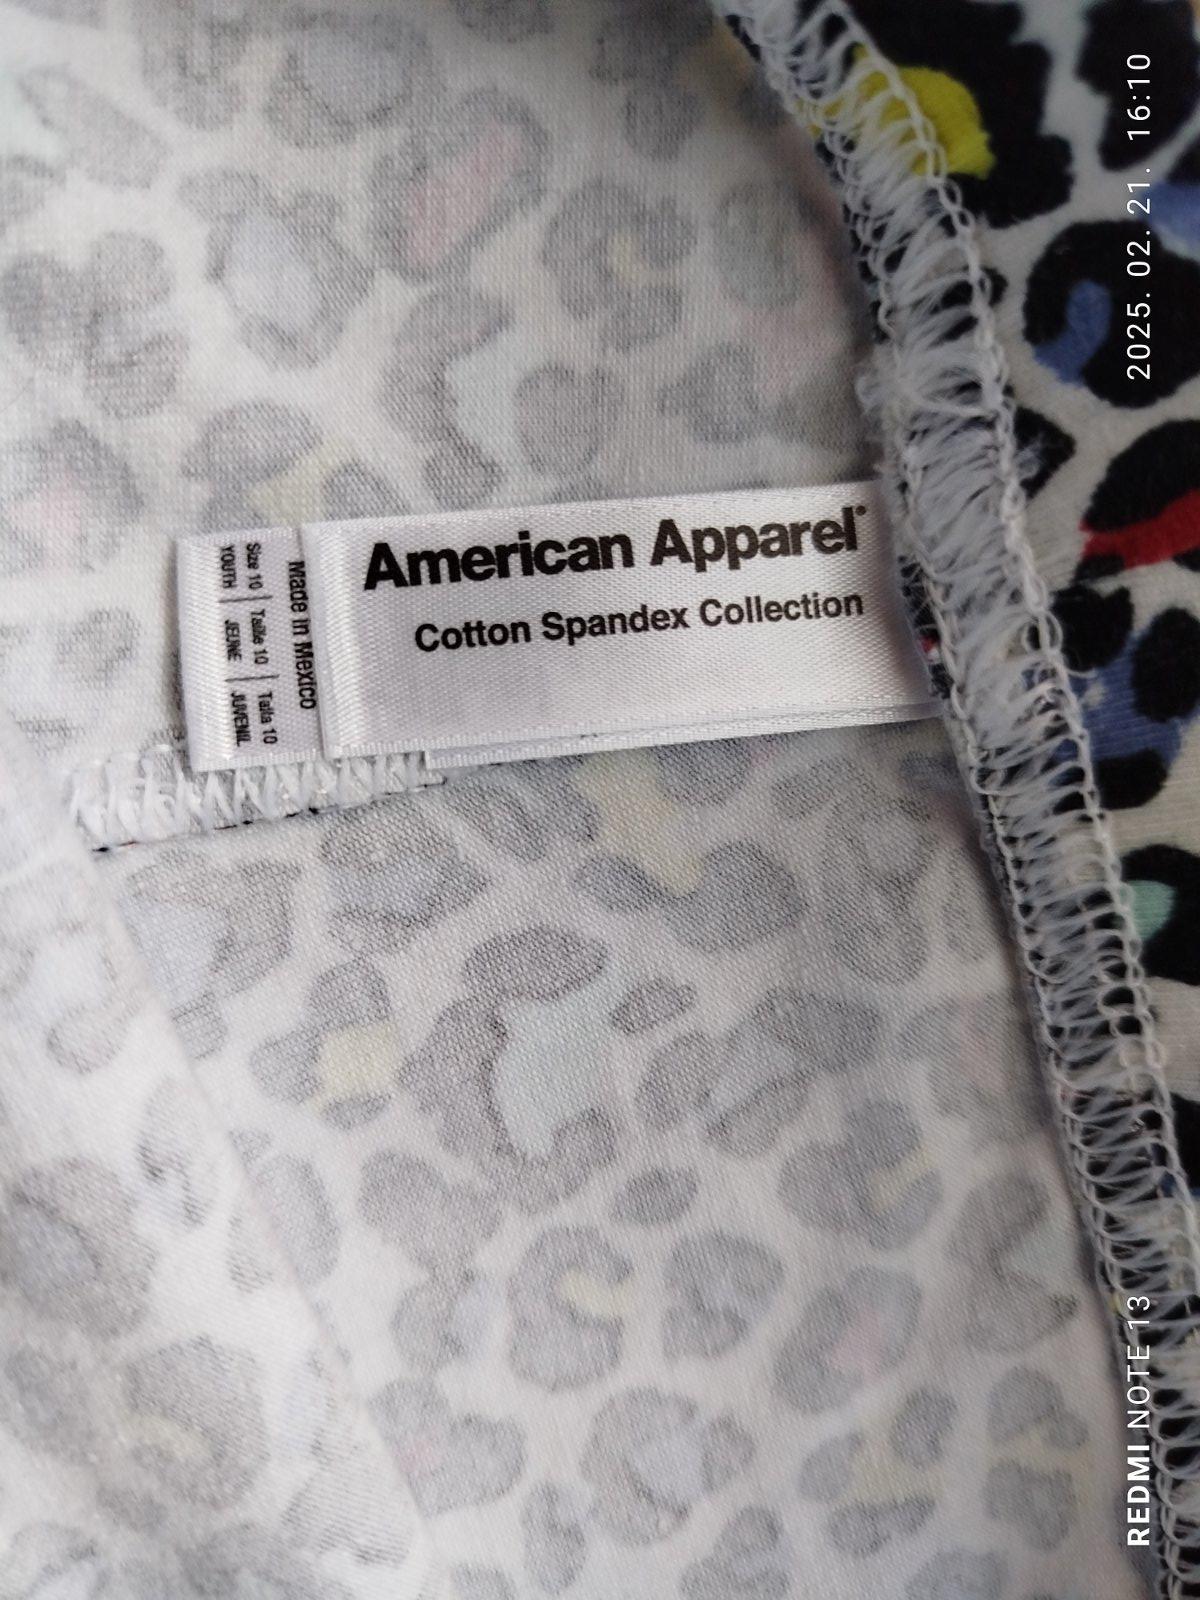 American Apparel®
Cotton Spandex Collection
Made in Mexico
Size 10 | Taille 10 | Talla 10
YOUTH | JEUNE | JUVENIL
2025. 02. 21. 16:10
REDMI NOTE 13